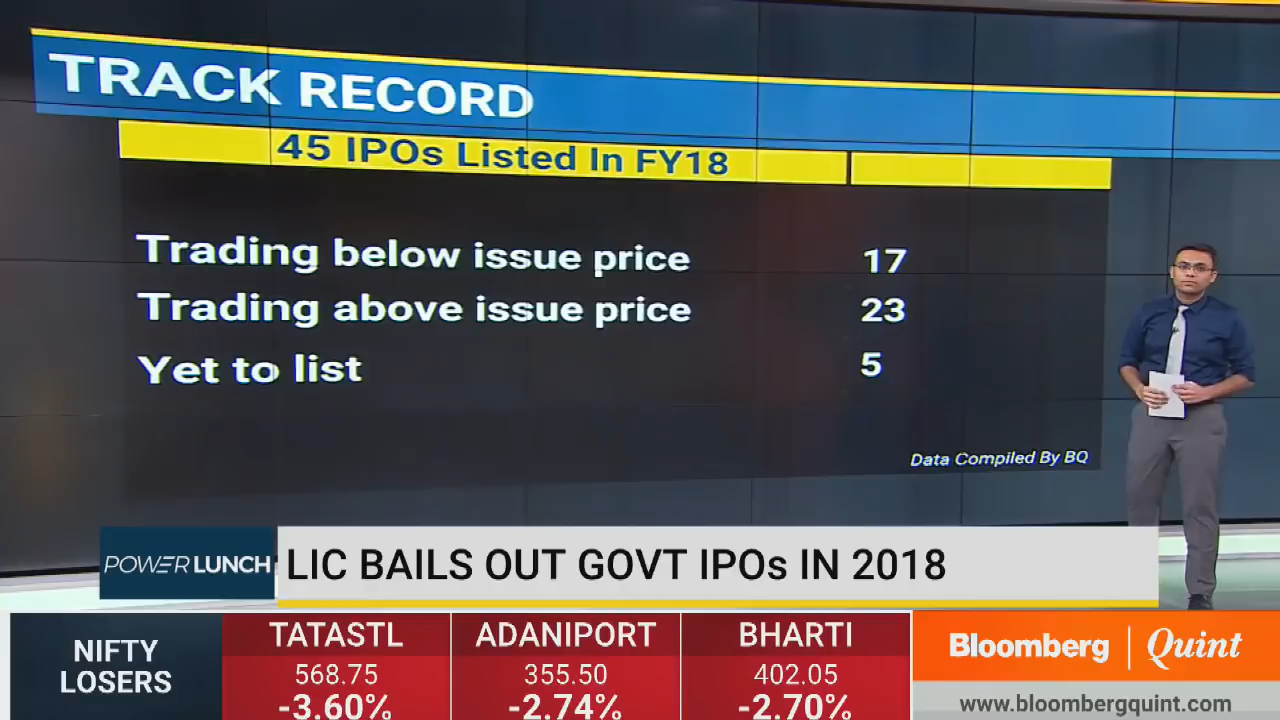 TRACK RECORD
45 IPOs Listed In FY18
Trading below issue price 17
Trading above issue price 23
Yet to list 5
Data Compiled By BQ
POWER LUNCH LIC BAILS OUT GOVT IPOs IN 2018
NIFTY LOSERS
TATASTL
568.75
-3.60%
ADANIPORT
355.50
-2.74%
BHARTI
402.05
-2.70%
Bloomberg | Quint
www.bloombergquint.com